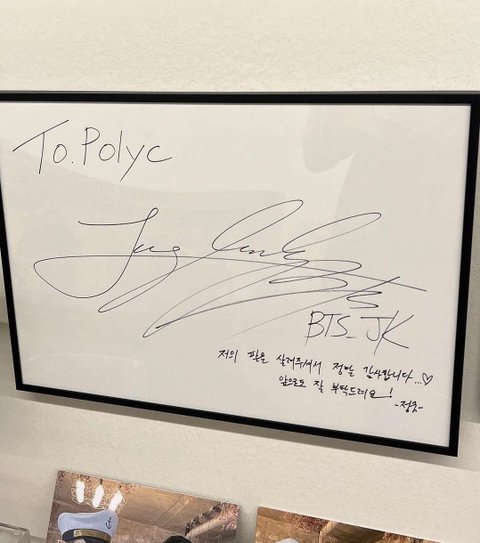 To. Polyc
Jung
BTS_JK
저의 팔을 살려주셔서 정말 감사합니다...♡
앞으로도 잘 부탁드려요!
-정국-